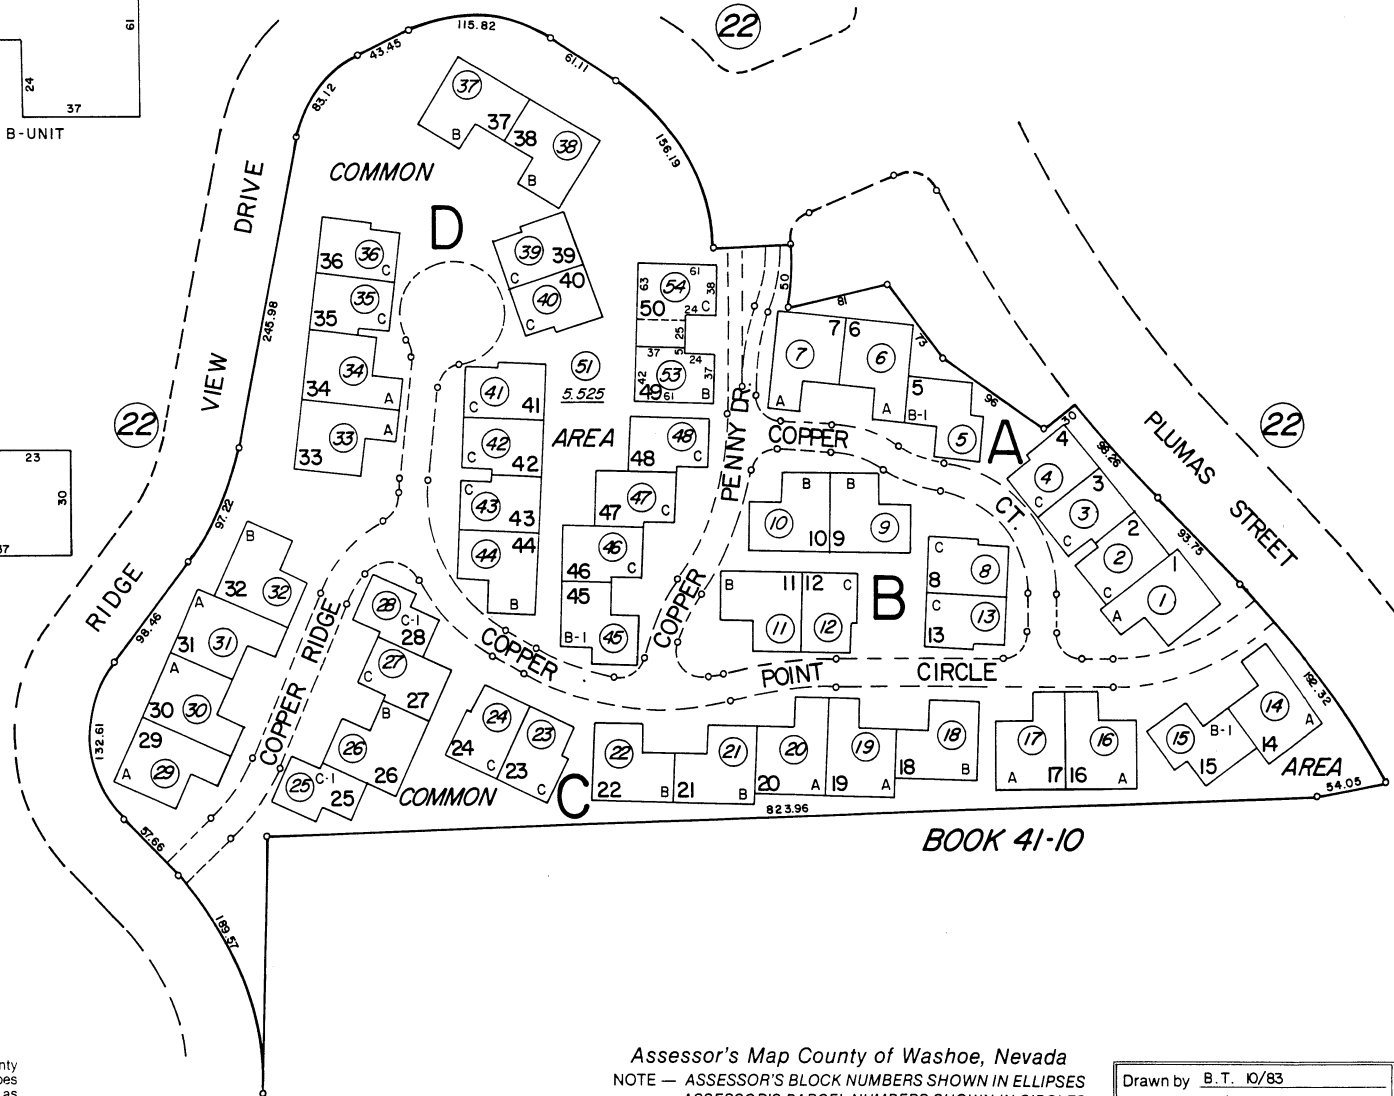 61
24
37
B-UNIT
23
30
37
22
115.82
43.45
61.11
83.12
156.19
37
37
B
38
38
B
COMMON
D
RIDGE VIEW DRIVE
245.98
36
36
C
35
35
C
34
34
A
33
33
A
39
39
C
40
40
C
51
5.525
AREA
54
61
63
38
50
24
C
25
37
5
24
42
53
37
49
61
A
50
81
73
96
30
98.26
93.75
192.32
54.05
823.96
7
7
A
6
6
A
5
B-1
5
A
4
4
C
3
3
C
2
2
C
1
1
A
PLUMAS STREET
22
22
41
41
C
42
42
C
43
43
C
44
44
B
48
48
C
47
47
C
46
46
C
45
45
B-1
COPPER PENNY DR.
COPPER CT.
B
10
10
B
9
9
B
B
11
11
12
12
C
C
8
8
C
13
13
COPPER POINT CIRCLE
97.22
98.46
132.61
57.66
189.57
B
32
32
A
31
31
A
30
30
29
29
A
COPPER RIDGE
28
C-1
28
27
C
27
B
26
26
25
C-1
25
COMMON
C
24
24
C
23
23
C
22
22
B
21
21
B
20
20
A
19
19
A
18
18
B
17
17
A
16
16
A
15
B-1
15
14
14
A
AREA
BOOK 41-10
Assessor's Map County of Washoe, Nevada
NOTE — ASSESSOR'S BLOCK NUMBERS SHOWN IN ELLIPSES
ASSESSOR'S PARCEL NUMBERS SHOWN IN CIRCLES
Drawn by B.T. 10/83
as